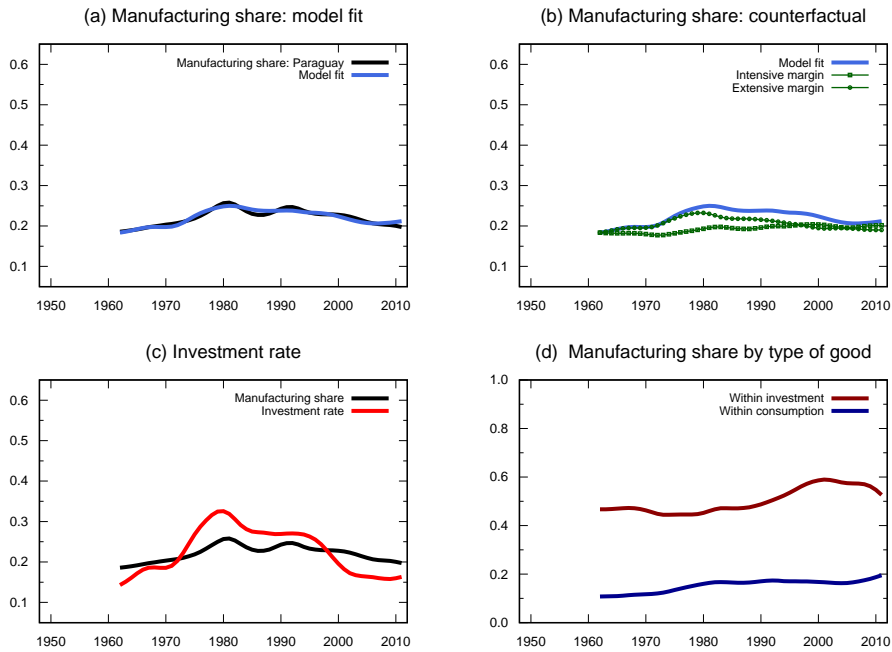 (a) Manufacturing share: model fit
0.6
0.5
0.4
0.3
0.2
0.1
Manufacturing share: Paraguay
Model fit
1950 1960 1970 1980 1990 2000 2010
(b) Manufacturing share: counterfactual
0.6
0.5
0.4
0.3
0.2
0.1
Model fit
Intensive margin
Extensive margin
1950 1960 1970 1980 1990 2000 2010
(c) Investment rate
0.6
0.5
0.4
0.3
0.2
0.1
Manufacturing share
Investment rate
1950 1960 1970 1980 1990 2000 2010
(d) Manufacturing share by type of good
1.0
0.8
0.6
0.4
0.2
0.0
Within investment
Within consumption
1950 1960 1970 1980 1990 2000 2010